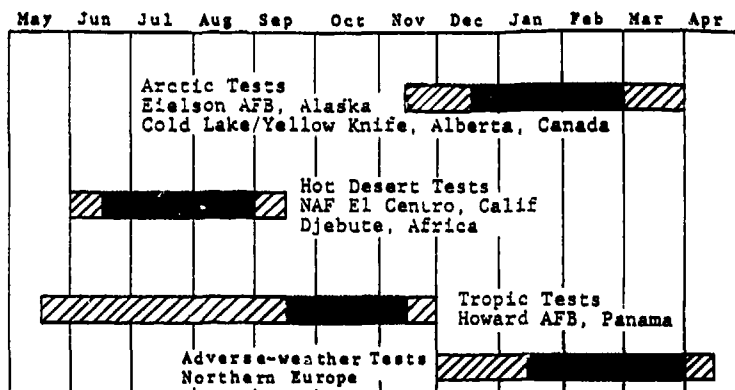 May Jun Jul Aug Sep Oct Nov Dec Jan Feb Mar Apr
Arctic Tests
Eielson AFB, Alaska
Cold Lake/Yellow Knife, Alberta, Canada
Hot Desert Tests
NAF El Centro, Calif
Djebute, Africa
Tropic Tests
Howard AFB, Panama
Adverse-weather Tests
Northern Europe